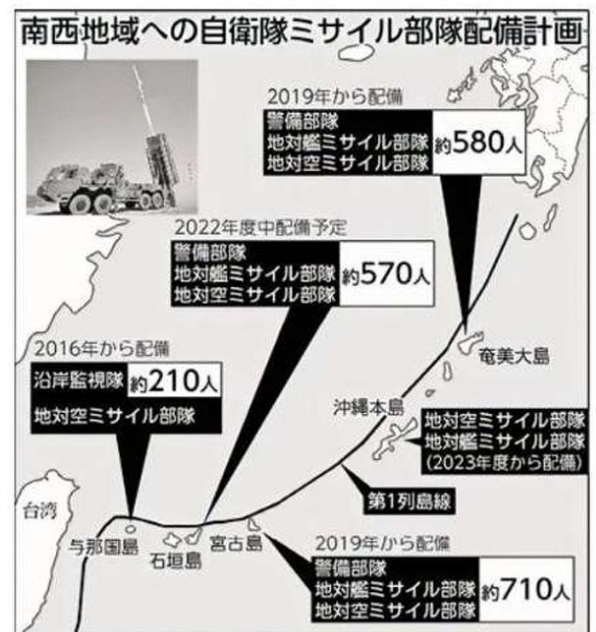 南西地域への自衛隊ミサイル部隊配備計画
2019年から配備
警備部隊
地対艦ミサイル部隊
地対空ミサイル部隊
約580人
2022年度中配備予定
警備部隊
地対艦ミサイル部隊
地対空ミサイル部隊
約570人
2016年から配備
沿岸監視隊
約210人
地対空ミサイル部隊
奄美大島
沖縄本島
地対空ミサイル部隊
地対艦ミサイル部隊
(2023年度から配備)
第1列島線
台湾
与那国島
石垣島
宮古島
2019年から配備
警備部隊
地対艦ミサイル部隊
地対空ミサイル部隊
約710人